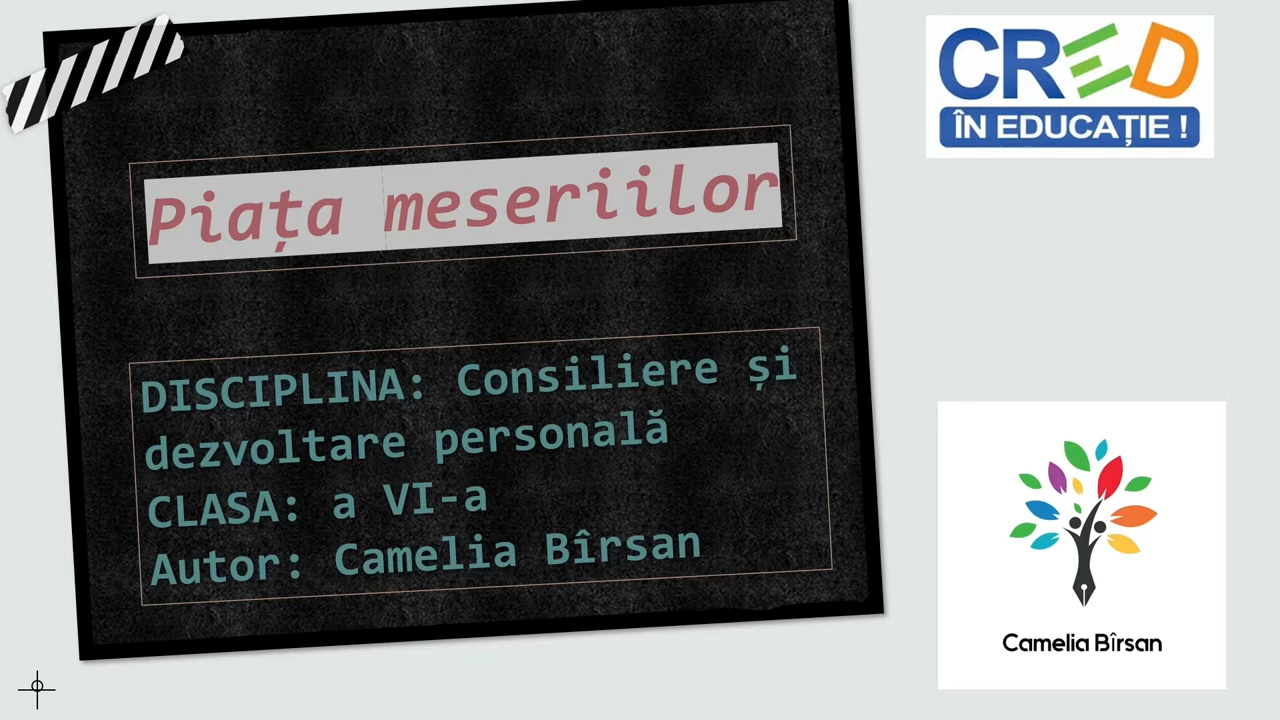 Piața meseriilor
DISCIPLINA: Consiliere și
dezvoltare personală
CLASA: a VI-a
Autor: Camelia Bîrsan
CRED
ÎN EDUCAȚIE !
Camelia Bîrsan